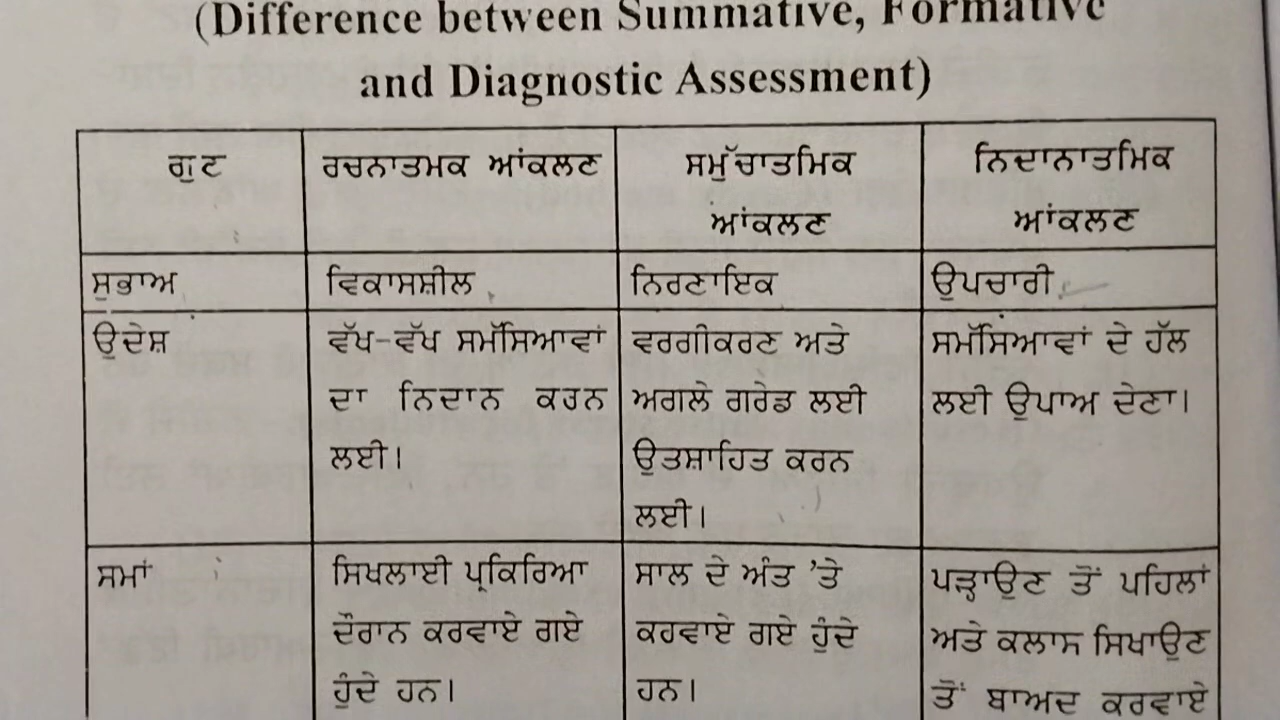 (Difference between Summative, Formative
and Diagnostic Assessment)
ਗੁਣ
ਰਚਨਾਤਮਕ ਆਂਕਲਣ
ਸਮੁੱਚਾਤਮਿਕ
ਆਂਕਲਣ
ਨਿਦਾਨਾਤਮਿਕ
ਆਂਕਲਣ
ਸੁਭਾਅ
ਵਿਕਾਸਸ਼ੀਲ
ਨਿਰਣਾਇਕ
ਉਪਚਾਰੀ
ਉਦੇਸ਼
ਵੱਖ-ਵੱਖ ਸਮੱਸਿਆਵਾਂ
ਦਾ ਨਿਦਾਨ ਕਰਨ
ਲਈ।
ਵਰਗੀਕਰਣ ਅਤੇ
ਅਗਲੇ ਗਰੇਡ ਲਈ
ਉਤਸ਼ਾਹਿਤ ਕਰਨ
ਲਈ।
ਸਮੱਸਿਆਵਾਂ ਦੇ ਹੱਲ
ਲਈ ਉਪਾਅ ਦੇਣਾ।
ਸਮਾਂ
ਸਿਖਲਾਈ ਪ੍ਰਕਿਰਿਆ
ਦੌਰਾਨ ਕਰਵਾਏ ਗਏ
ਹੁੰਦੇ ਹਨ।
ਸਾਲ ਦੇ ਅੰਤ 'ਤੇ
ਕਰਵਾਏ ਗਏ ਹੁੰਦੇ
ਹਨ।
ਪੜ੍ਹਾਉਣ ਤੋਂ ਪਹਿਲਾਂ
ਅਤੇ ਕਲਾਸ ਸਿਖਾਉਣ
ਤੋਂ ਬਾਅਦ ਕਰਵਾਏ